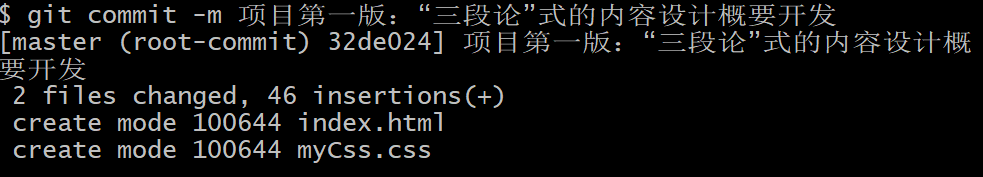 $ git commit -m 项目第一版：“三段论”式的内容设计概要开发
[master (root-commit) 32de024] 项目第一版：“三段论”式的内容设计概
要开发
 2 files changed, 46 insertions(+)
 create mode 100644 index.html
 create mode 100644 myCss.css